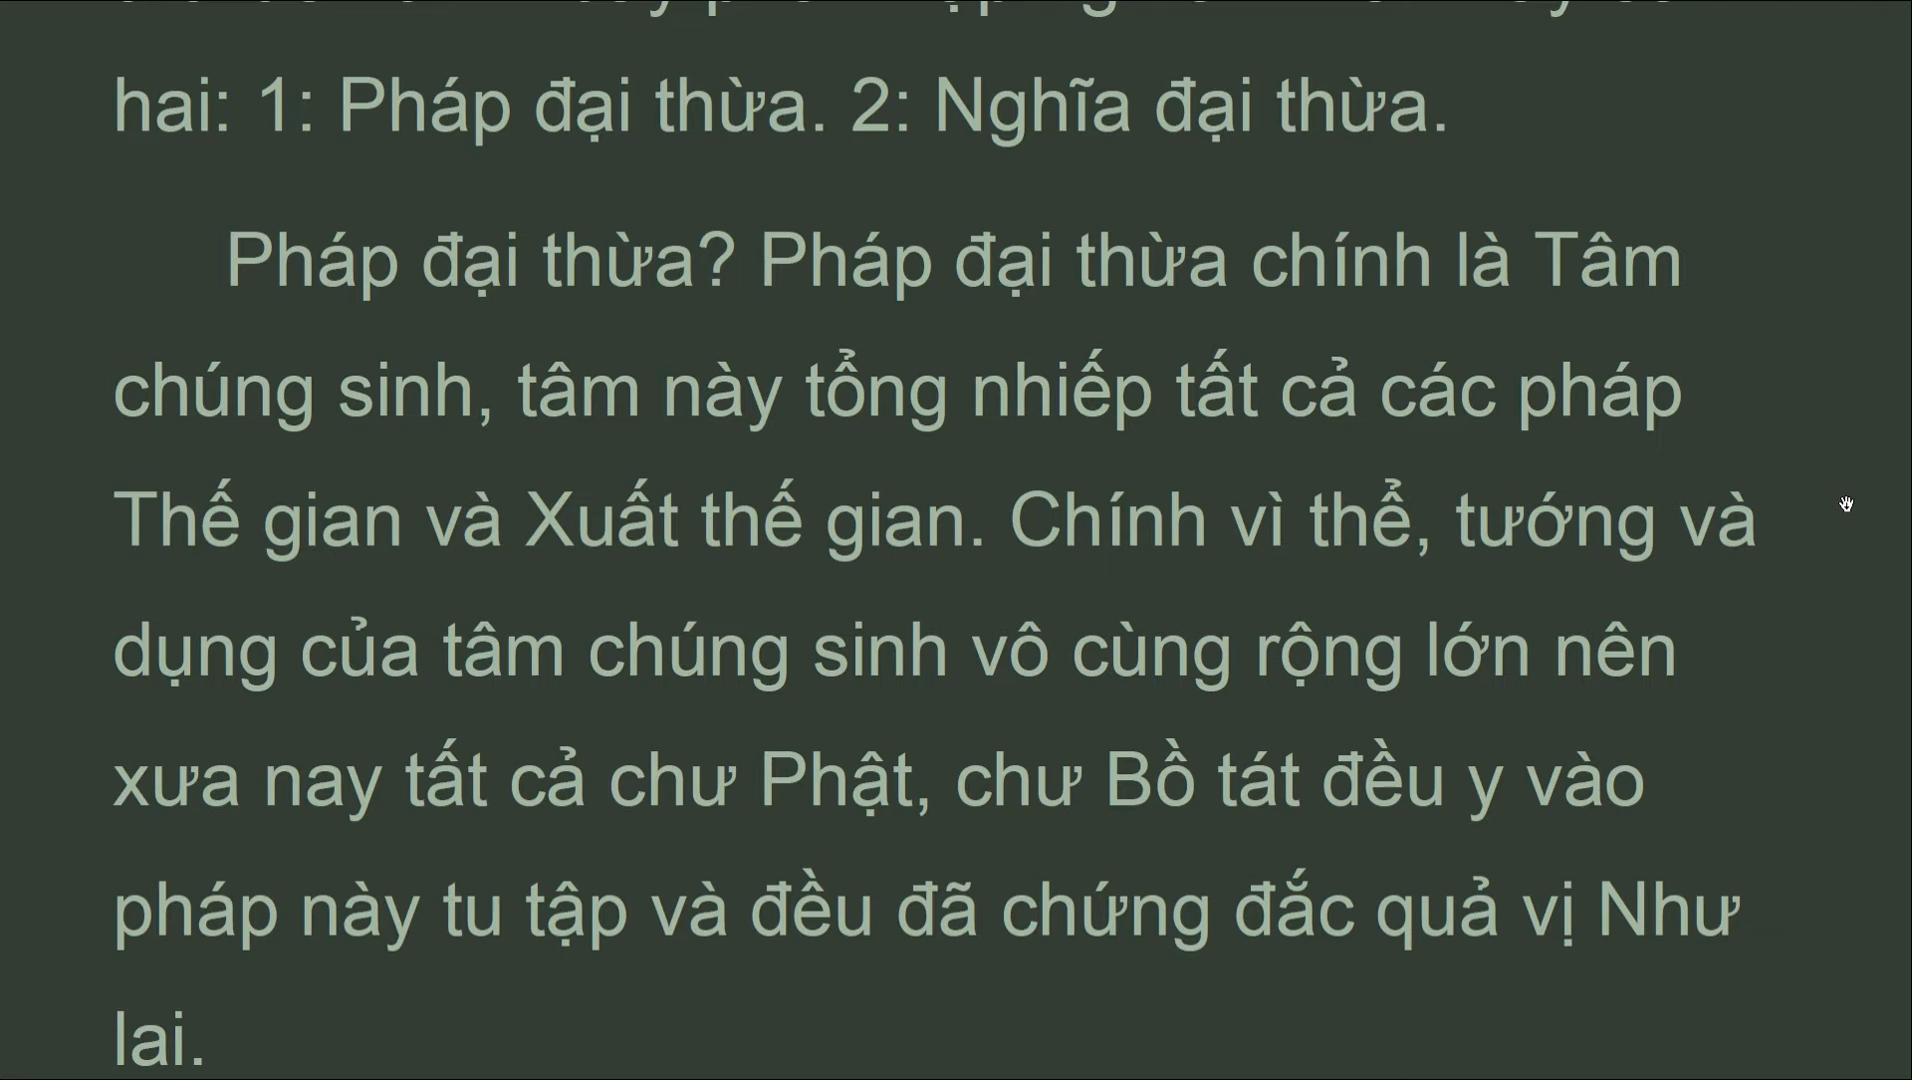 hai: 1: Pháp đại thừa. 2: Nghĩa đại thừa.
Pháp đại thừa? Pháp đại thừa chính là Tâm
chúng sinh, tâm này tổng nhiếp tất cả các pháp
Thế gian và Xuất thế gian. Chính vì thể, tướng và
dụng của tâm chúng sinh vô cùng rộng lớn nên
xưa nay tất cả chư Phật, chư Bồ tát đều y vào
pháp này tu tập và đều đã chứng đắc quả vị Như
lai.